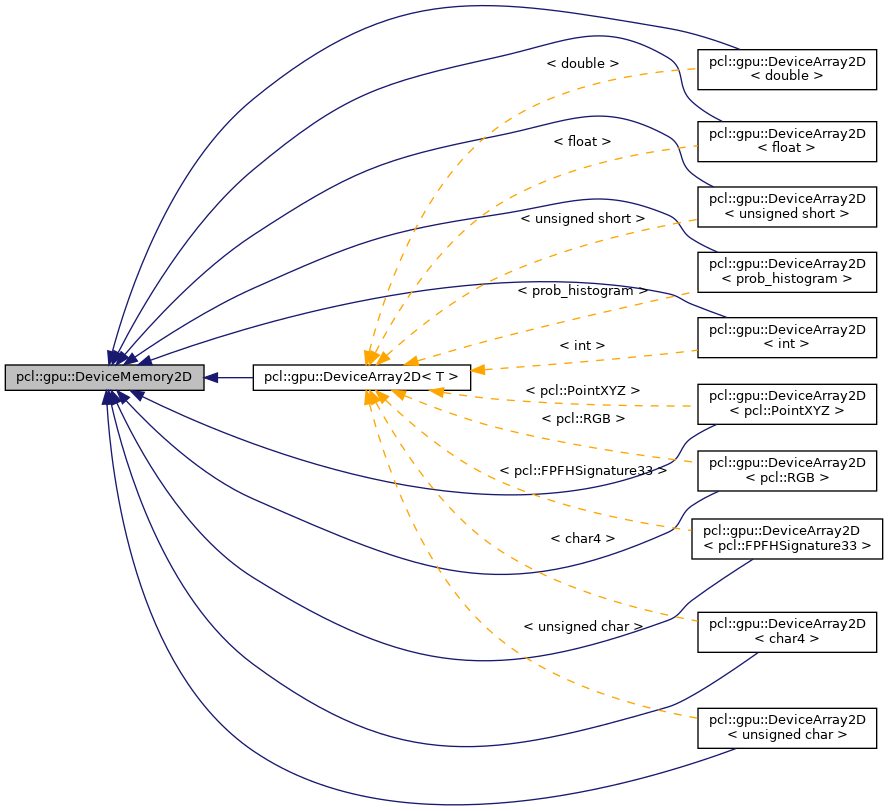 pcl::gpu::DeviceMemory2D
pcl::gpu::DeviceArray2D< T >
< double >
< float >
< unsigned short >
< prob_histogram >
< int >
< pcl::PointXYZ >
< pcl::RGB >
< pcl::FPFHSignature33 >
< char4 >
< unsigned char >
pcl::gpu::DeviceArray2D
< double >
pcl::gpu::DeviceArray2D
< float >
pcl::gpu::DeviceArray2D
< unsigned short >
pcl::gpu::DeviceArray2D
< prob_histogram >
pcl::gpu::DeviceArray2D
< int >
pcl::gpu::DeviceArray2D
< pcl::PointXYZ >
pcl::gpu::DeviceArray2D
< pcl::RGB >
pcl::gpu::DeviceArray2D
< pcl::FPFHSignature33 >
pcl::gpu::DeviceArray2D
< char4 >
pcl::gpu::DeviceArray2D
< unsigned char >